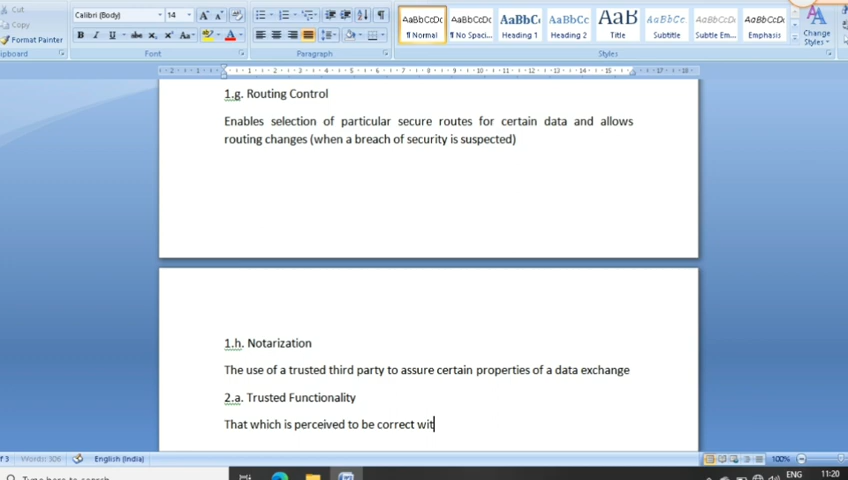 Cut
Copy
Format Painter
Calibri (Body) 14
AaBbCcDc AaBbCcDc AaBbC AaBbCc AaB AaBbCcL AaBbCcDc AaBbCcDc
¶ Normal ¶ No Spaci... Heading 1 Heading 2 Title Subtitle Subtle Em... Emphasis
Change
Styles
Font Paragraph Styles
1.g. Routing Control
Enables selection of particular secure routes for certain data and allows
routing changes (when a breach of security is suspected)
1.h. Notarization
The use of a trusted third party to assure certain properties of a data exchange
2.a. Trusted Functionality
That which is perceived to be correct wit
English (India) 100%
ENG 11:20